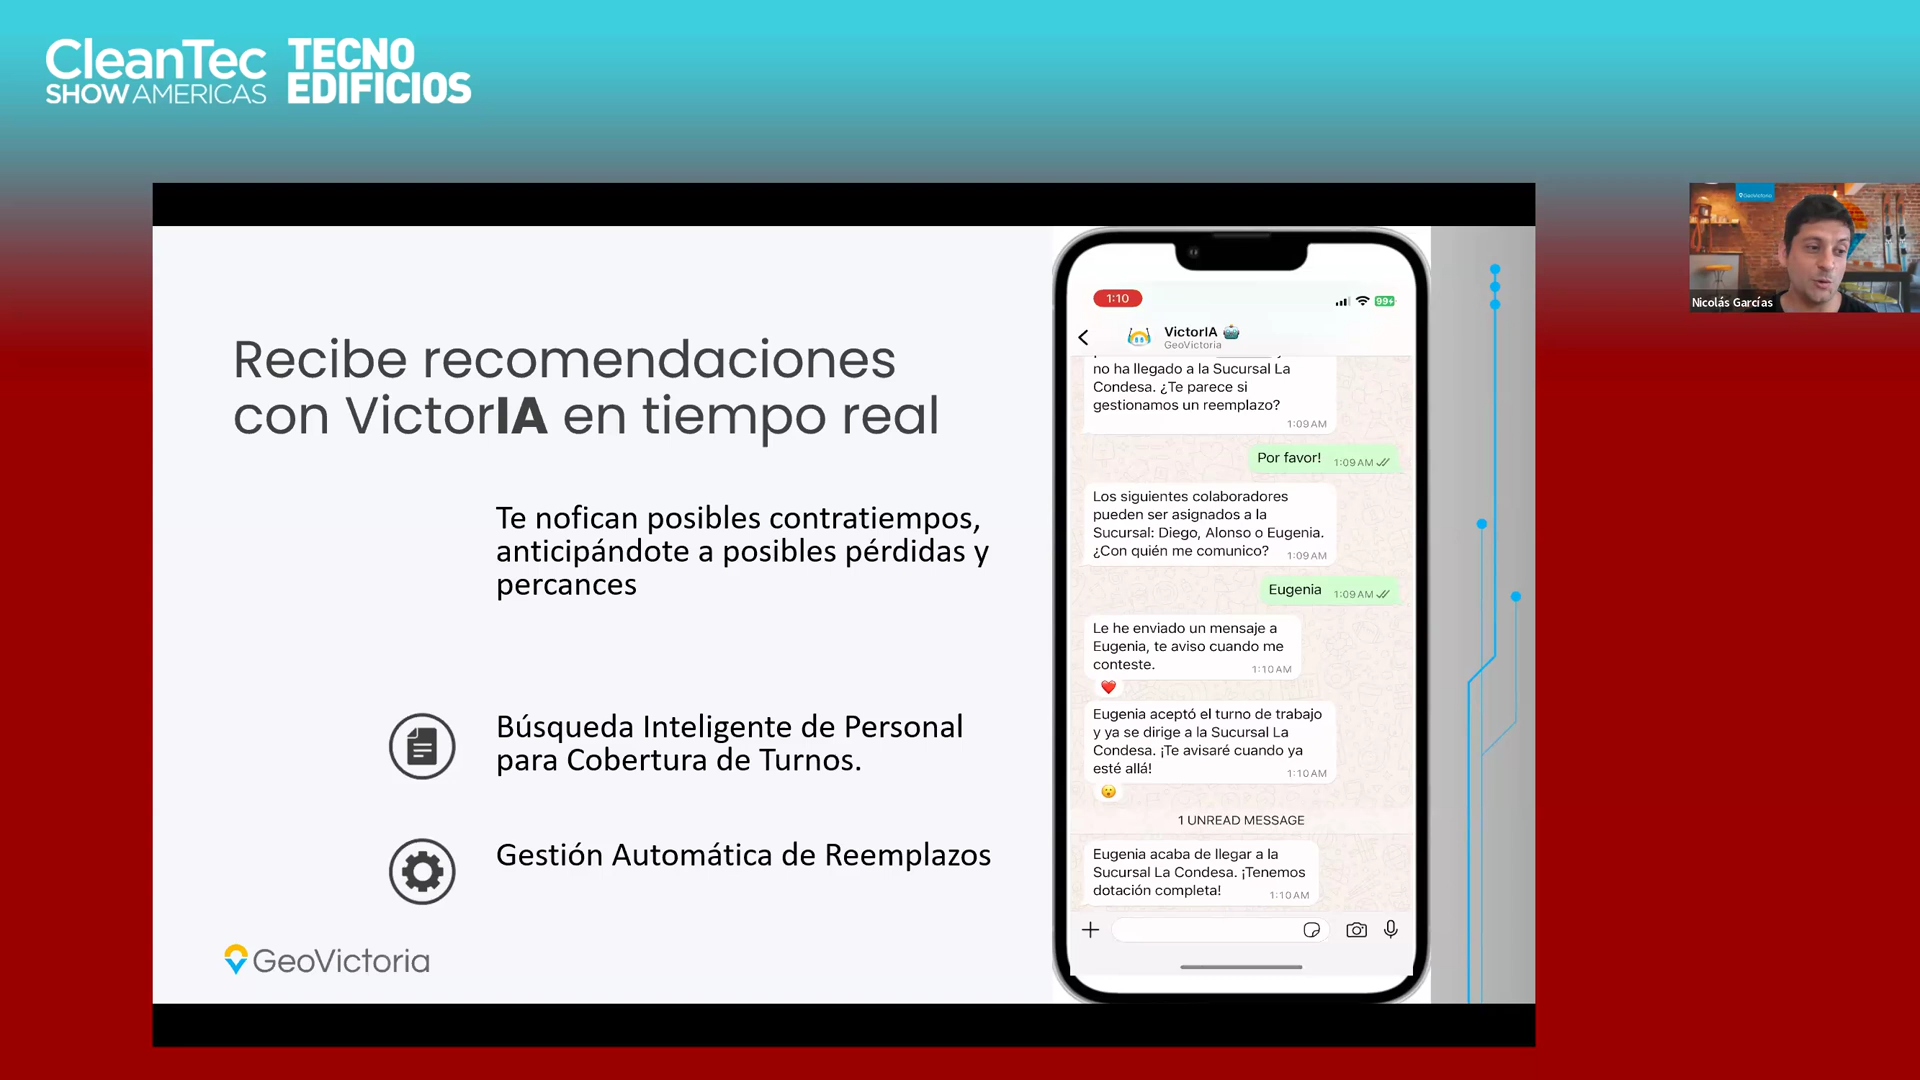 CleanTec
SHOW AMERICAS
TECNO
EDIFICIOS
GeoVictoria
Nicolás Garcías
Recibe recomendaciones
con VictorIA en tiempo real
Te nofican posibles contratiempos,
anticipándote a posibles pérdidas y
percances
Búsqueda Inteligente de Personal
para Cobertura de Turnos.
Gestión Automática de Reemplazos
GeoVictoria
1:10
99
VictorIA
GeoVictoria
no ha llegado a la Sucursal La
Condesa. ¿Te parece si
gestionamos un reemplazo?
1:09 AM
Por favor! 1:09 AM
Los siguientes colaboradores
pueden ser asignados a la
Sucursal: Diego, Alonso o Eugenia.
¿Con quién me comunico? 1:09 AM
Eugenia 1:09 AM
Le he enviado un mensaje a
Eugenia, te aviso cuando me
conteste. 1:10 AM
Eugenia aceptó el turno de trabajo
y ya se dirige a la Sucursal La
Condesa. ¡Te avisaré cuando ya
esté allá! 1:10 AM
1 UNREAD MESSAGE
Eugenia acaba de llegar a la
Sucursal La Condesa. ¡Tenemos
dotación completa! 1:10 AM